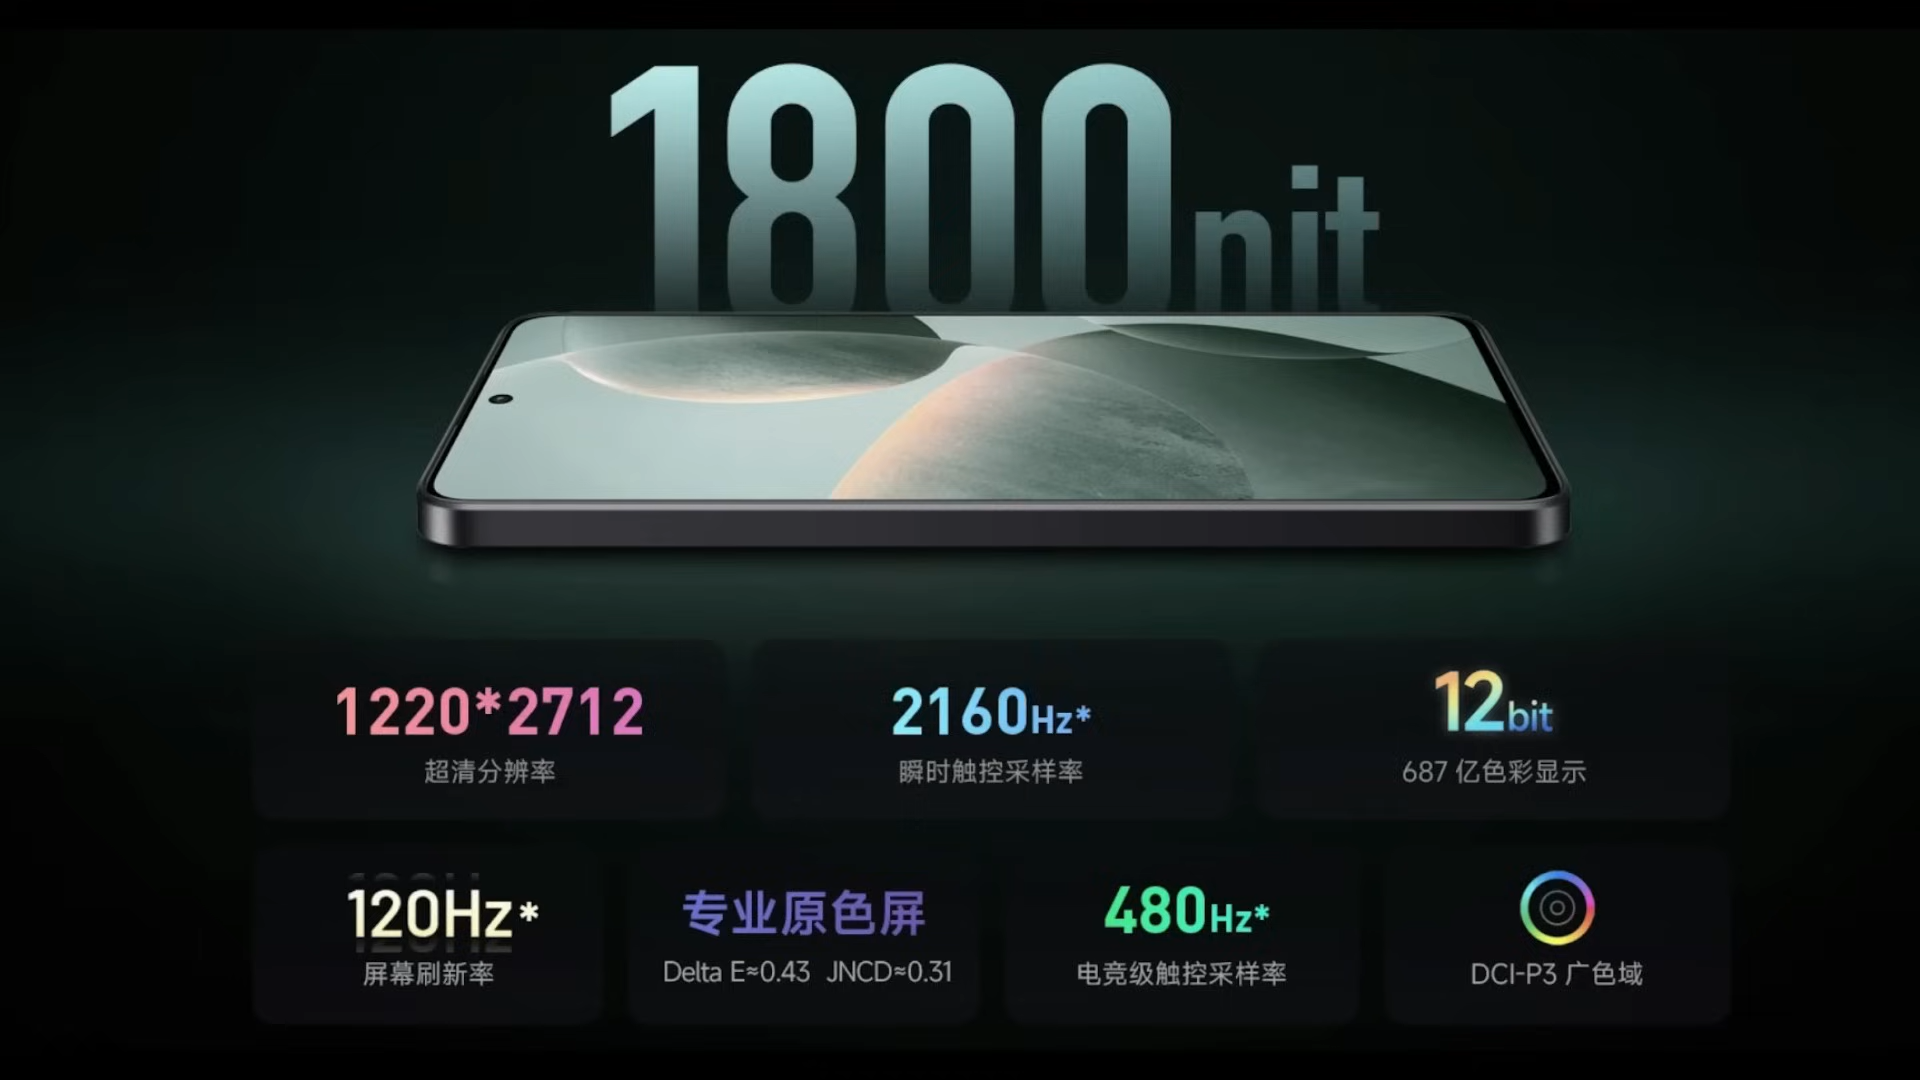 1800nit
1220*2712
超清分辨率
2160Hz*
瞬时触控采样率
12bit
687 亿色彩显示
120Hz*
屏幕刷新率
专业原色屏
Delta E≈0.43 JNCD≈0.31
480Hz*
电竞级触控采样率
DCI-P3 广色域